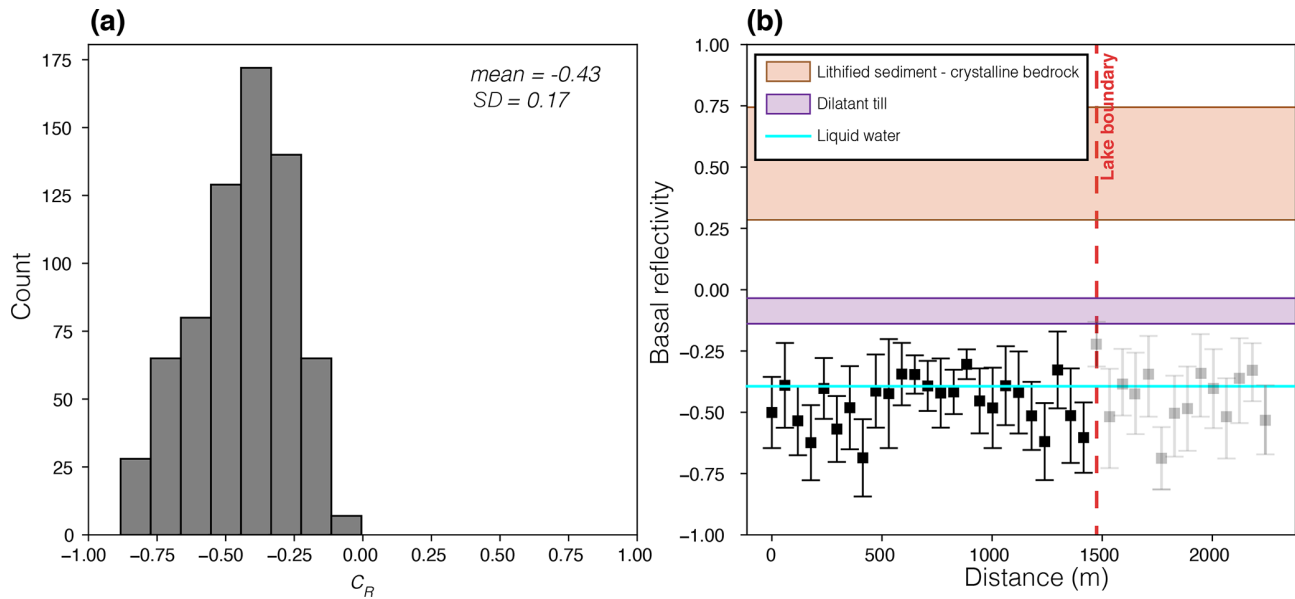 (a)
mean = -0.43
SD = 0.17
Count
175
150
125
100
75
50
25
0
−1.00 −0.75 −0.50 −0.25 0.00 0.25 0.50 0.75 1.00
C_R
(b)
Lithified sediment - crystalline bedrock
Dilatant till
Liquid water
Lake boundary
Basal reflectivity
1.00
0.75
0.50
0.25
0.00
−0.25
−0.50
−0.75
−1.00
0 500 1000 1500 2000
Distance (m)